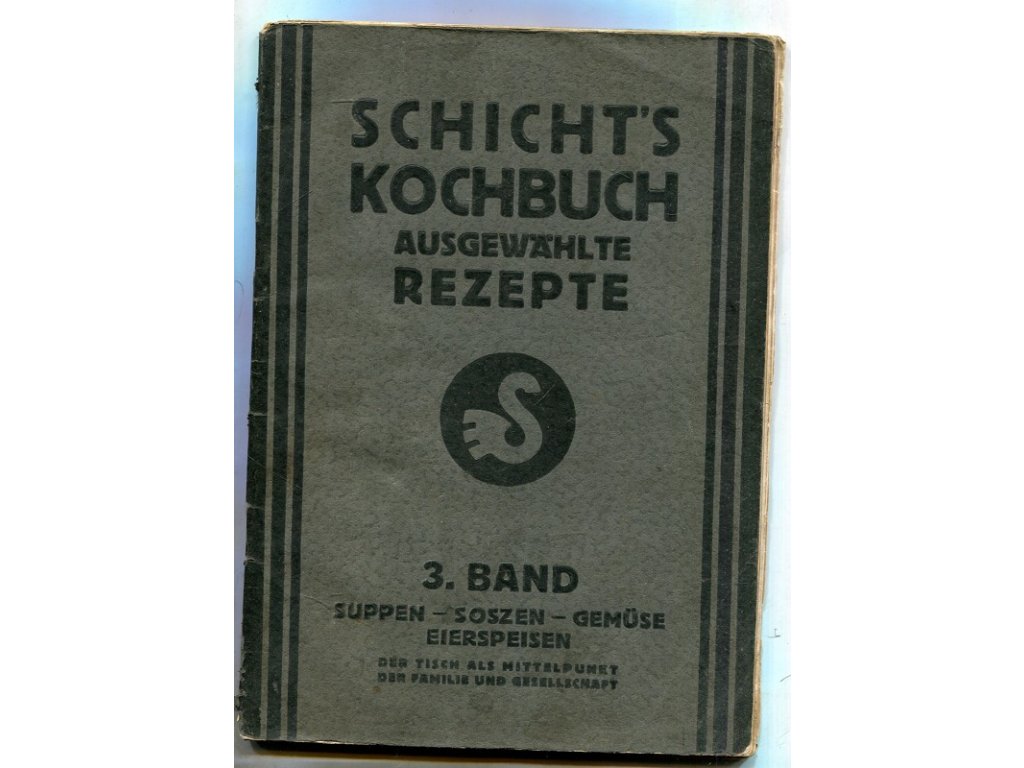 SCHICHT'S
KOCHBUCH
AUSGEWÄHLTE
REZEPTE
S
3. BAND
SUPPEN – SOSZEN – GEMÜSE
EIERSPEISEN
DER TISCH ALS MITTELPUNKT
DER FAMILIE UND GESELLSCHAFT